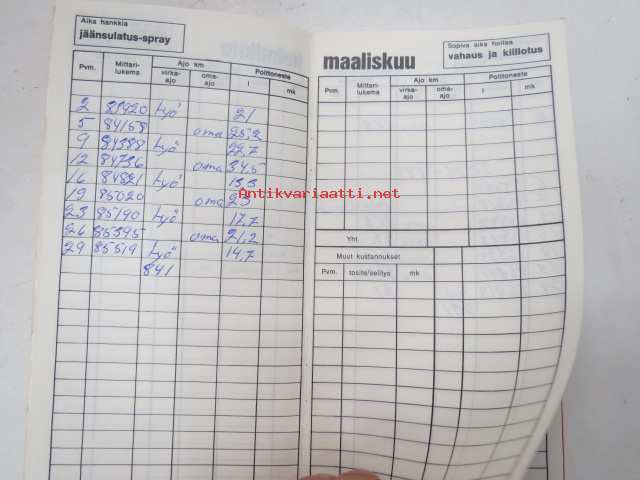 Aika hankkia
jäänsulatus-spray
Pvm. Mittari-lukema Ajo km virka-ajo oma-ajo Polttoneste l mk
2 83920 työ 21
5 84158 oma 25,2
9 84388 työ 22,7
12 84736 oma 34,5
16 84821 työ 13,3
19 85020 oma 23
23 85190 työ 17,7
26 85395 oma 21,2
29 85519 työ 14,7
841
maaliskuu
Sopiva aika hoitaa
vahaus ja kiillotus
Pvm. Mittari-lukema Ajo km virka-ajo oma-ajo Polttoneste l mk
Yht.
Muut kustannukset
Pvm. tosite/selitys mk
Antikvariaatti.net